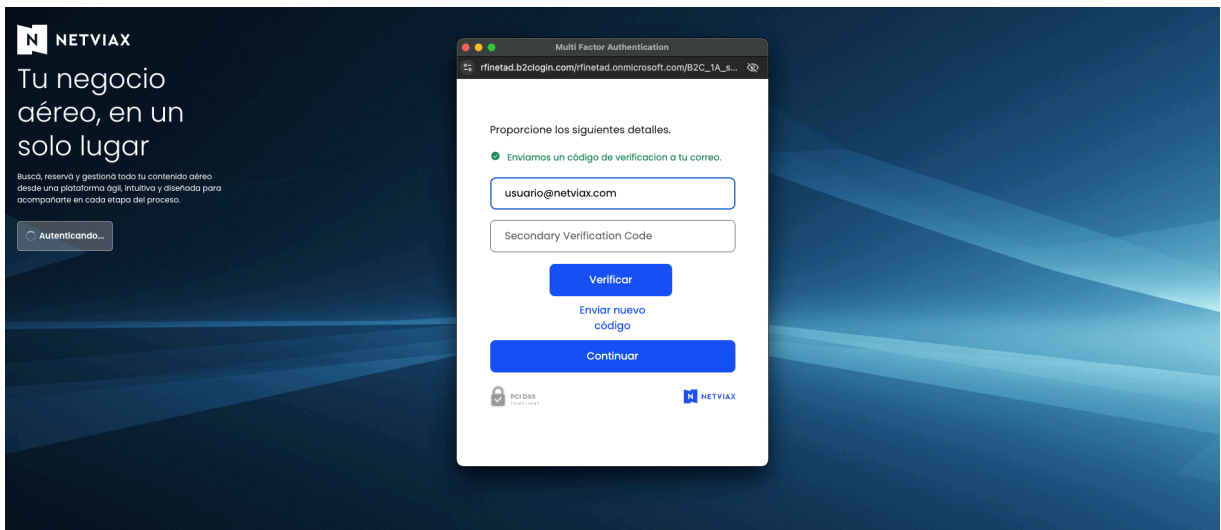 NETVIAX
Tu negocio
aéreo, en un
solo lugar
Buscá, reservá y gestioná todo tu contenido aéreo
desde una plataforma ágil, intuitiva y diseñada para
acompañarte en cada etapa del proceso.
Autenticando...
Multi Factor Authentication
rfinetad.b2clogin.com/rfinetad.onmicrosoft.com/B2C_1A_s...
Proporcione los siguientes detalles.
Enviamos un código de verificacion a tu correo.
usuario@netviax.com
Secondary Verification Code
Verificar
Enviar nuevo
código
Continuar
PCI DSS
COMPLIANT
N NETVIAX